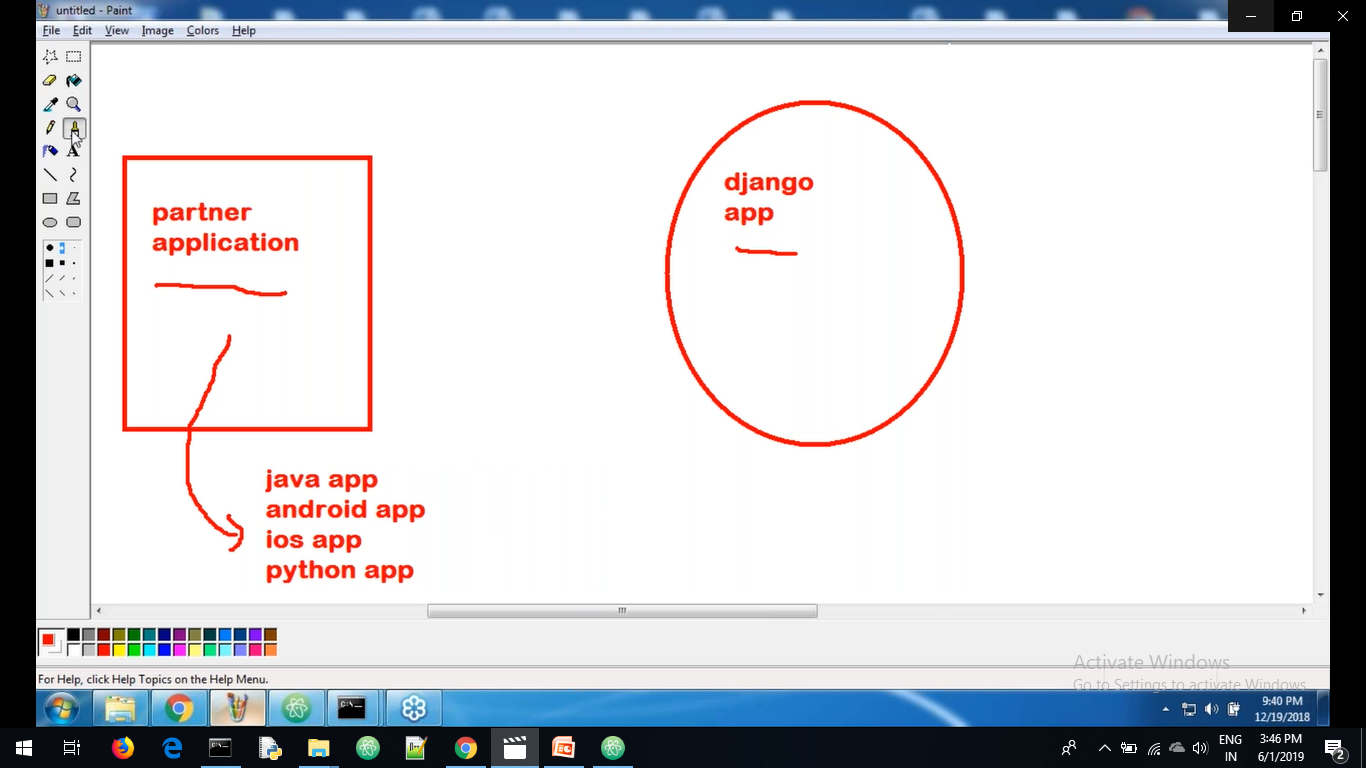 untitled - Paint
File Edit View Image Colors Help
partner
application
django
app
java app
android app
ios app
python app
For Help, click Help Topics on the Help Menu.
Activate Windows
Go to Settings to activate Windows.
9:40 PM
12/19/2018
ENG
IN
3:46 PM
6/1/2019
2